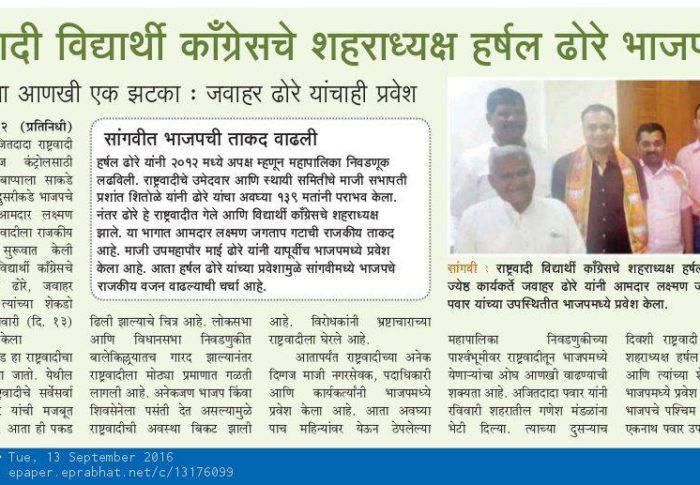 ादी विद्यार्थी काँग्रेसचे शहराध्यक्ष हर्षल ढोरे भाजप
ा आणखी एक झटका : जवाहर ढोरे यांचाही प्रवेश
२ (प्रतिनिधी)
जितदादा राष्ट्रवादी
ज कंट्रोलसाठी
बाप्पाला साकडे
दुसरीकडे भाजपचे
आमदार लक्ष्मण
वादीला राजकीय
सुरूवात केली
विद्यार्थी काँग्रेसचे
ढोरे, जवाहर
त्यांच्या शेकडो
वारी (दि. १३)
केला
ड हा राष्ट्रवादीचा
जातो. येथील
वादीचे सर्वेसर्वा
यांची मजबूत
आता ही पकड
सांगवीत भाजपची ताकद वाढली
हर्षल ढोरे यांनी २०१२ मध्ये अपक्ष म्हणून महापालिका निवडणूक
लढविली. राष्ट्रवादीचे उमेदवार आणि स्थायी समितीचे माजी सभापती
प्रशांत शितोळे यांनी ढोरे यांचा अवघ्या १३९ मतांनी पराभव केला.
नंतर ढोरे हे राष्ट्रवादीत गेले आणि विद्यार्थी काँग्रेसचे शहराध्यक्ष
झाले. या भागात आमदार लक्ष्मण जगताप गटाची राजकीय ताकद
आहे. माजी उपमहापौर माई ढोरे यांनी यापूर्वीच भाजपमध्ये प्रवेश
केला आहे. आता हर्षल ढोरे यांच्या प्रवेशामुळे सांगवीमध्ये भाजपचे
राजकीय वजन वाढल्याची चर्चा आहे.
ढिली झाल्याचे चित्र आहे. लोकसभा
आणि विधानसभा निवडणुकीत
बालेकिल्ल्यातच गारद झाल्यानंतर
राष्ट्रवादीला मोठ्या प्रमाणात गळती
लागली आहे. अनेकजण भाजप किंवा
शिवसेनेला पसंती देत असल्यामुळे
राष्ट्रवादीची अवस्था बिकट झाली
आहे. विरोधकांनी भ्रष्टाचाराच्या
राष्ट्रवादीला घेरले आहे.
आतापर्यंत राष्ट्रवादीच्या अनेक
दिग्गज माजी नगरसेवक, पदाधिकारी
आणि कार्यकर्त्यांनी भाजपमध्ये
प्रवेश केला आहे. आता अवघ्या
पाच महिन्यांवर येऊन ठेपलेल्या
सांगवी : राष्ट्रवादी विद्यार्थी काँग्रेसचे शहराध्यक्ष हर्ष
ज्येष्ठ कार्यकर्ते जवाहर ढोरे यांनी आमदार लक्ष्मण ज
पवार यांच्या उपस्थितीत भाजपमध्ये प्रवेश केला.
महापालिका निवडणुकीच्या
पार्श्वभूमीवर राष्ट्रवादीतून भाजपमध्ये
येणाऱ्यांचा ओघ आणखी वाढण्याची
शक्यता आहे. अजितदादा पवार यांनी
रविवारी शहरातील गणेश मंडळांना
भेटी दिल्या. त्याच्या दुसऱ्याच
दिवशी राष्ट्रवादी
शहराध्यक्ष हर्षल
आणि त्यांच्या शे
भाजपमध्ये प्रवेश
भाजपचे पश्चिम
एकनाथ पवार उप
Tue, 13 September 2016
epaper.eprabhat.net/c/13176099